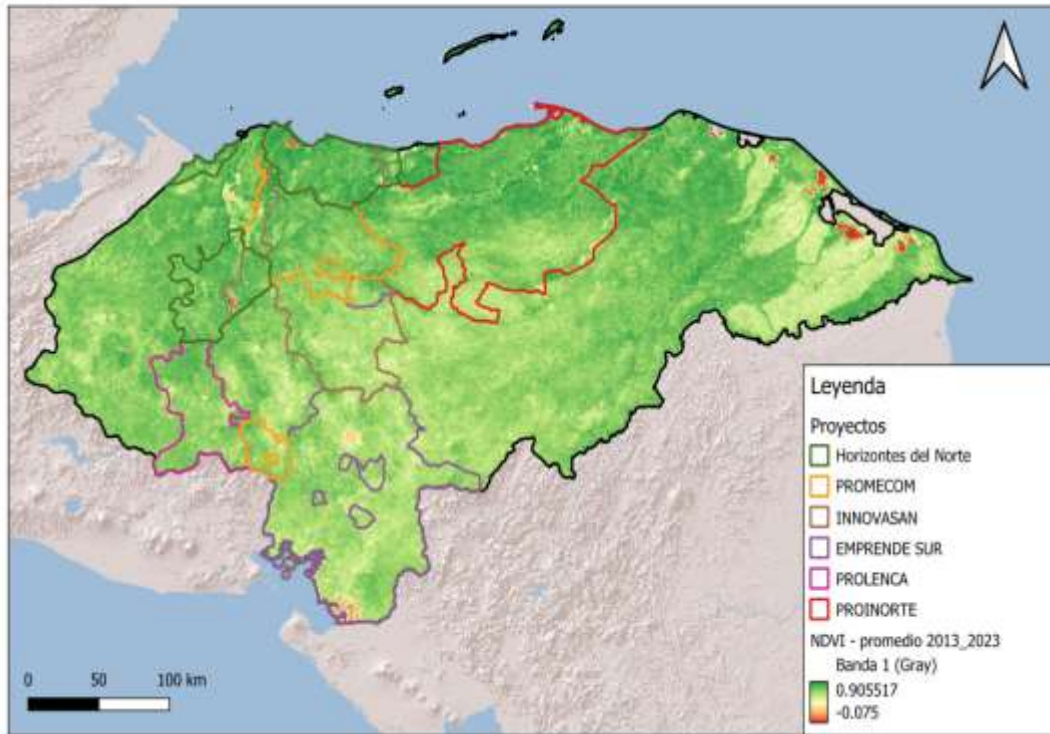 Leyenda
Proyectos
Horizontes del Norte
PROMECOM
INNOVASAN
EMPRENDE SUR
PROLENCA
PROINORTE
NDVI - promedio 2013_2023
Banda 1 (Gray)
0.905517
-0.075
0 50 100 km